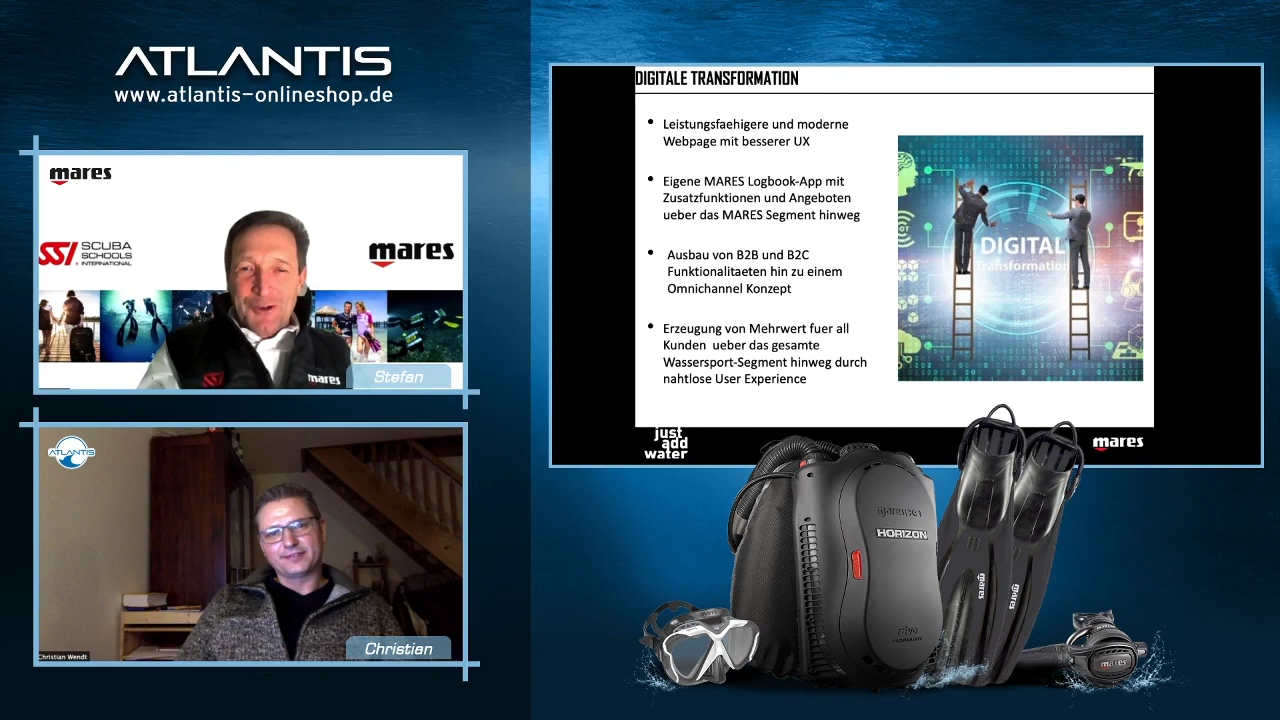 ATLANTIS
www.atlantis-onlineshop.de
mares
SSI SCUBA
SCHOOLS
INTERNATIONAL
mares
mares
Stefan
ATLANTIS
Christian Wendt
Christian
DIGITALE TRANSFORMATION
• Leistungsfaehigere und moderne
Webpage mit besserer UX
• Eigene MARES Logbook-App mit
Zusatzfunktionen und Angeboten
ueber das MARES Segment hinweg
• Ausbau von B2B und B2C
Funktionalitaeten hin zu einem
Omnichannel Konzept
• Erzeugung von Mehrwert fuer all
Kunden ueber das gesamte
Wassersport-Segment hinweg durch
nahtlose User Experience
DIGITAL
Transformation
just
add
water
mares
HORIZON
TECHNOLOGY
mares
mares
mares